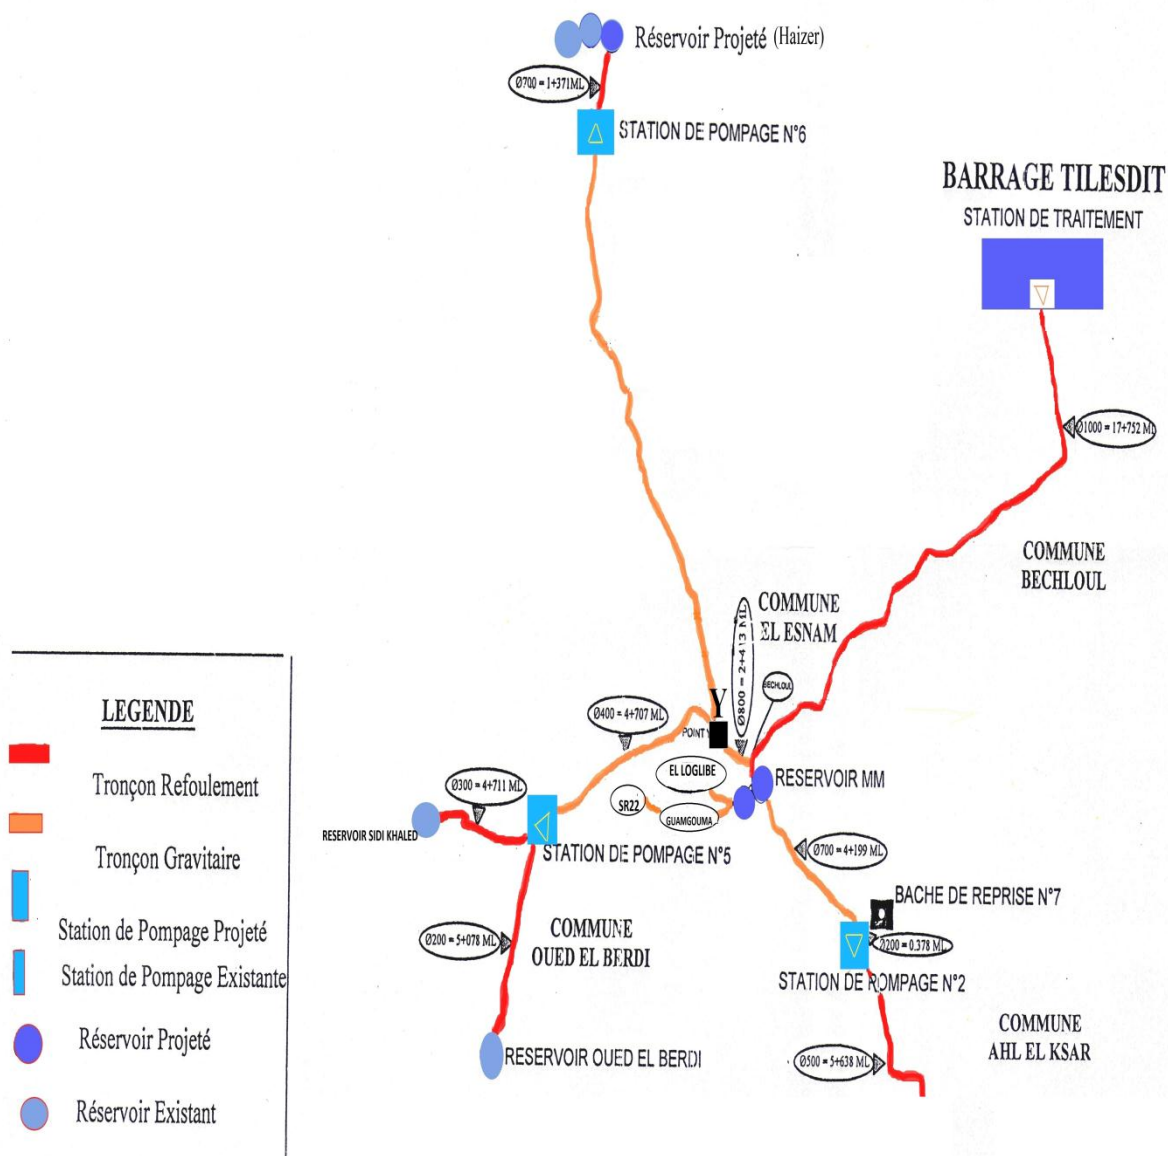 Réservoir Projeté (Haizer)
Ø700 = 1+371ML
STATION DE POMPAGE N°6
BARRAGE TILESDIT
STATION DE TRAITEMENT
Ø1000 = 17+752 ML
COMMUNE
BECHLOUL
COMMUNE
EL ESNAM
Ø800 = 2+413 ML
BECHLOUL
Y
POINT Y
Ø400 = 4+707 ML
EL LOGLIBE
RESERVOIR MM
SR22
GUAMGOUMA
Ø300 = 4+711 ML
RESERVOIR SIDI KHALED
STATION DE POMPAGE N°5
Ø700 = 4+199 ML
BACHE DE REPRISE N°7
Ø200 = 5+078 ML
COMMUNE
OUED EL BERDI
Ø200 = 0.378 ML
STATION DE POMPAGE N°2
COMMUNE
AHL EL KSAR
RESERVOIR OUED EL BERDI
Ø500 = 5+638 ML
LEGENDE
Tronçon Refoulement
Tronçon Gravitaire
Station de Pompage Projeté
Station de Pompage Existante
Réservoir Projeté
Réservoir Existant